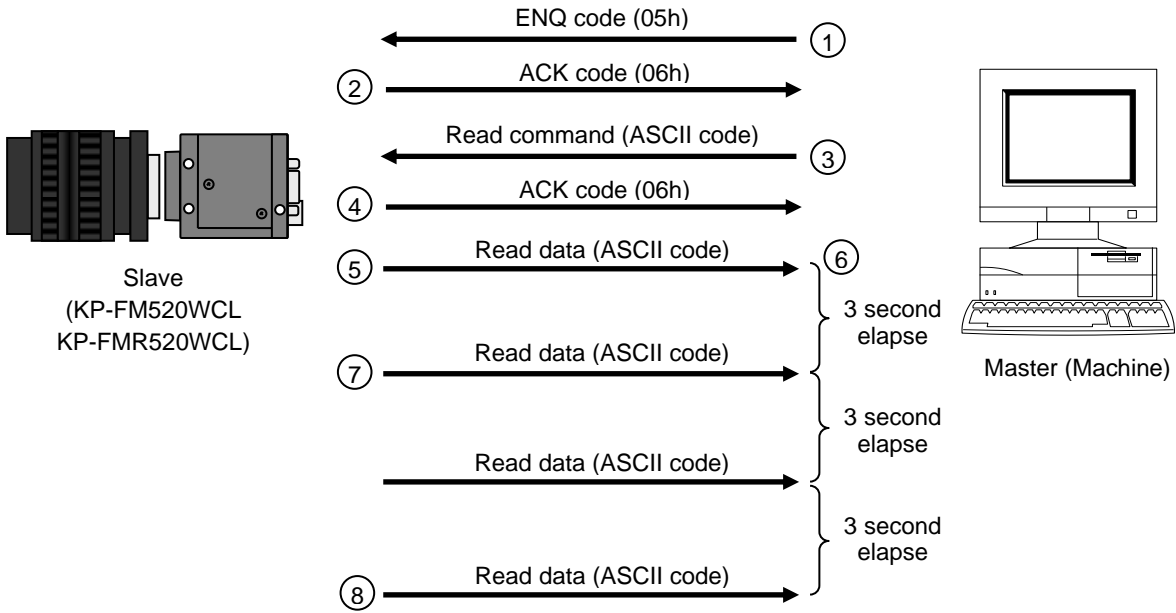 ENQ code (05h)
①
ACK code (06h)
②
Read command (ASCII code)
③
ACK code (06h)
④
Read data (ASCII code)
⑤
⑥
Slave
(KP-FM520WCL
KP-FMR520WCL)
3 second
elapse
Read data (ASCII code)
⑦
Master (Machine)
3 second
elapse
Read data (ASCII code)
3 second
elapse
Read data (ASCII code)
⑧